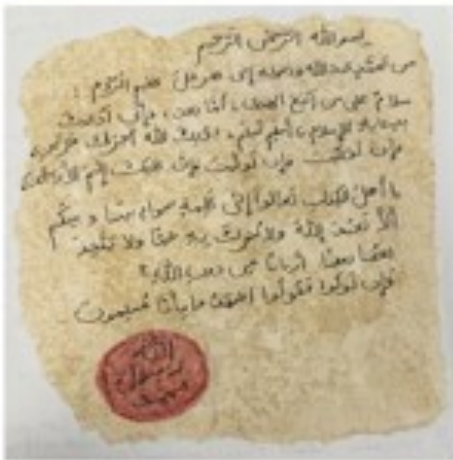 بسم الله الرحمن الرحيم
من محمد عبد الله ورسوله إلى هرقل عظيم الروم :
سلام على من اتبع الهدى، أما بعد، فإني أدعوك
بدعاية الإسلام، أسلم تسلم، يؤتك الله أجرك مرتين،
فإن توليت فإن عليك إثم الأريسيين
يا أهل الكتاب تعالوا إلى كلمة سواء بيننا وبينكم
ألا نعبد إلا الله ولا نشرك به شيئا ولا يتخذ
بعضنا بعضا أربابا من دون الله
فإن تولوا فقولوا اشهدوا بأنا مسلمون
الله
رسول
محمد